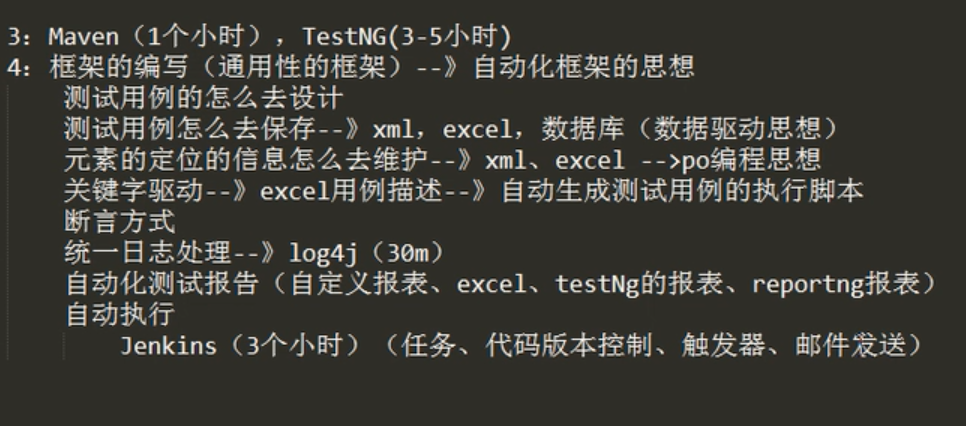 3：Maven（1个小时），TestNG(3-5小时)
4：框架的编写（通用性的框架）--》自动化框架的思想
测试用例的怎么去设计
测试用例怎么去保存--》xml，excel，数据库（数据驱动思想）
元素的定位的信息怎么去维护--》xml、excel -->po编程思想
关键字驱动--》excel用例描述--》自动生成测试用例的执行脚本
断言方式
统一日志处理--》log4j（30m）
自动化测试报告（自定义报表、excel、testNg的报表、reportng报表）
自动执行
Jenkins（3个小时）（任务、代码版本控制、触发器、邮件发送）